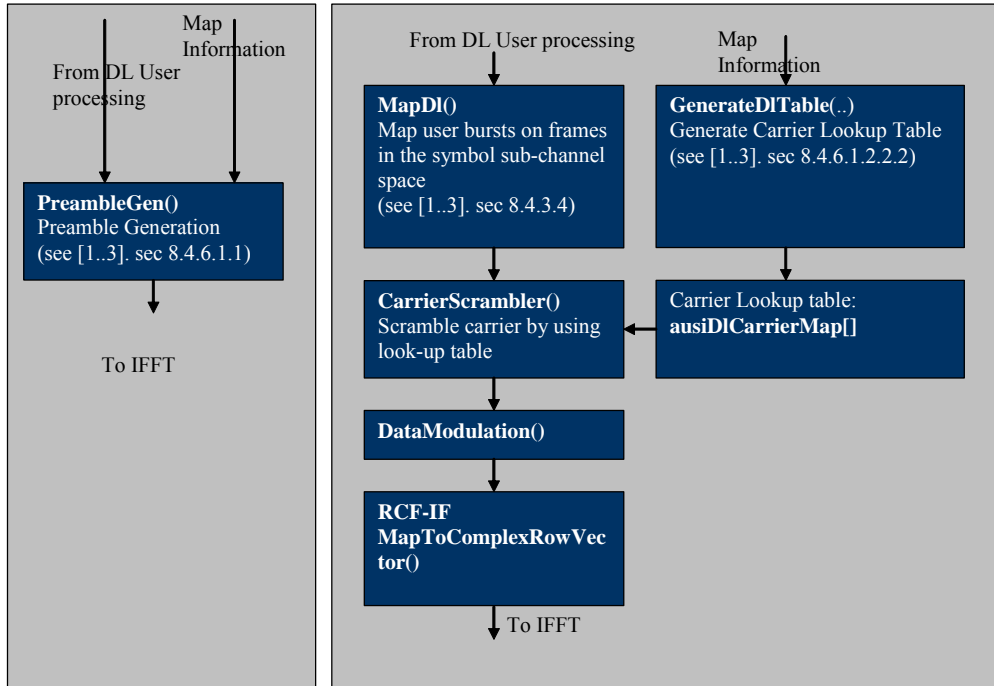 Map
Information
From DL User
processing
PreambleGen()
Preamble Generation
(see [1..3]. sec 8.4.6.1.1)
To IFFT
From DL User processing
Map
Information
MapDl()
Map user bursts on frames
in the symbol sub-channel
space
(see [1..3]. sec 8.4.3.4)
GenerateDlTable(..)
Generate Carrier Lookup Table
(see [1..3]. sec 8.4.6.1.2.2.2)
CarrierScrambler()
Scramble carrier by using
look-up table
Carrier Lookup table:
ausiDlCarrierMap[]
DataModulation()
RCF-IF
MapToComplexRowVec
tor()
To IFFT